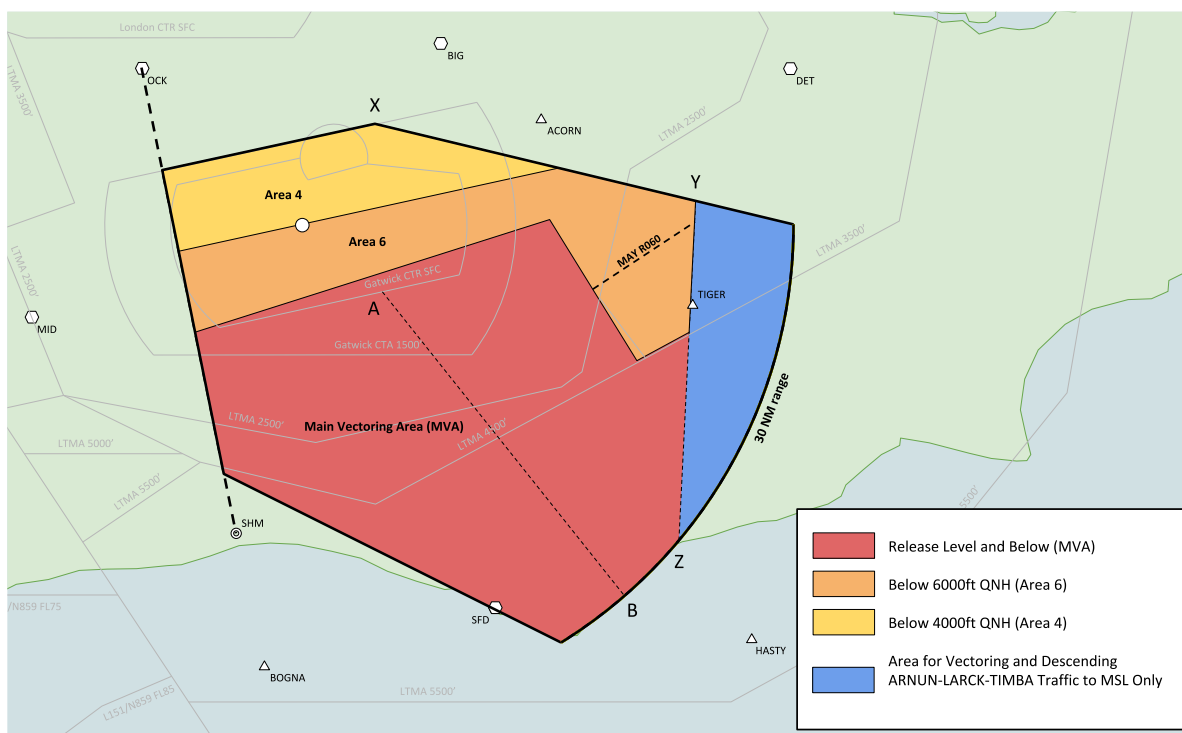 London CTR SFC
BIG
OCK
DET
LTMA 3500'
X
ACORN
LTMA 2500'
Area 4
Y
Area 6
MAY R060
LTMA 3500'
LTMA 2500'
Gatwick CTR SFC
TIGER
A
MID
Gatwick CTA 1500'
30 NM range
LTMA 2500'
Main Vectoring Area (MVA)
LTMA 4500'
LTMA 5000'
LTMA 5500'
5500'
SHM
Z
B
/N859 FL75
SFD
HASTY
BOGNA
L151/N859 FL85
LTMA 5500'
Release Level and Below (MVA)
Below 6000ft QNH (Area 6)
Below 4000ft QNH (Area 4)
Area for Vectoring and Descending
ARNUN-LARCK-TIMBA Traffic to MSL Only